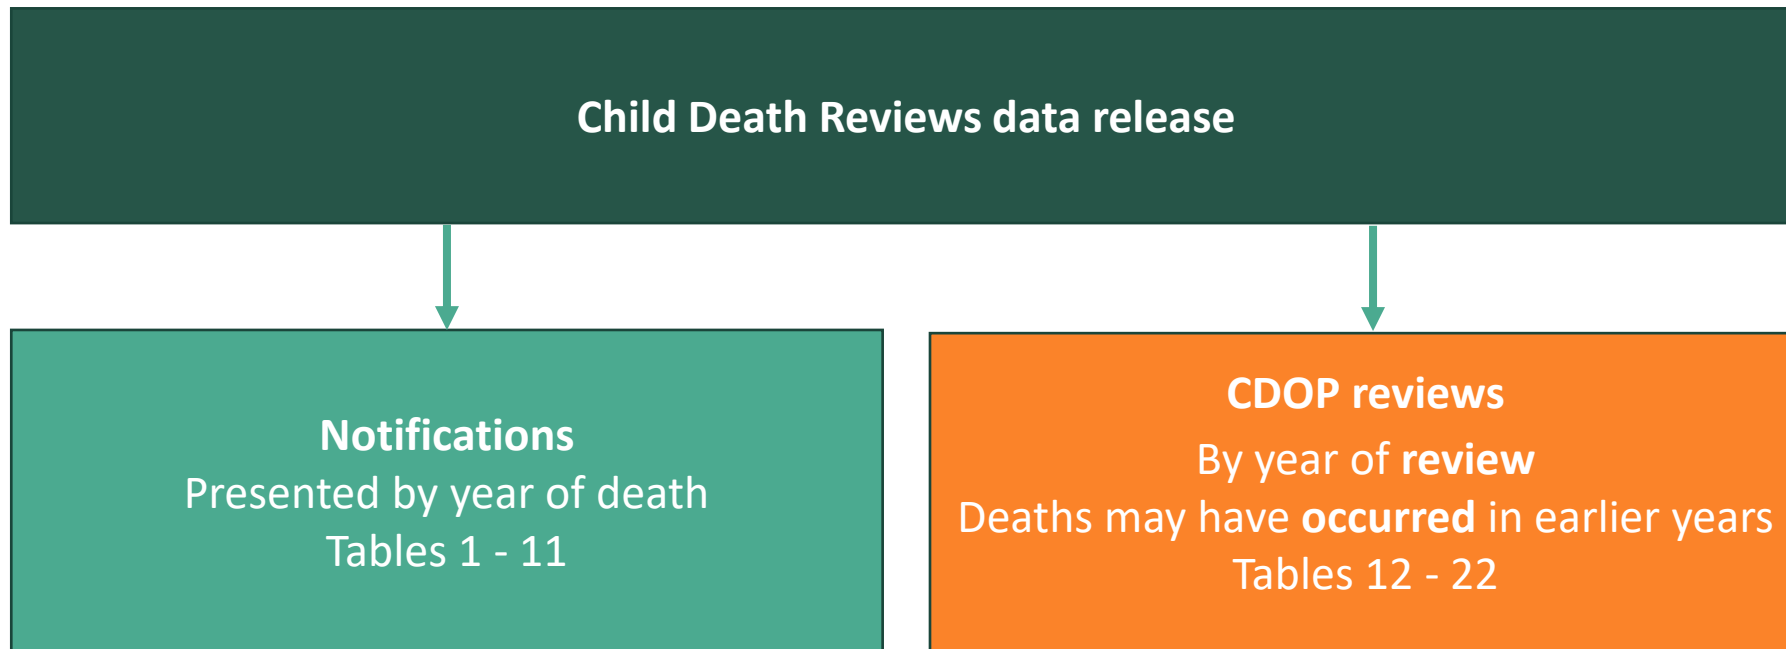 Child Death Reviews data release
Notifications
Presented by year of death
Tables 1 - 11
CDOP reviews
By year of review
Deaths may have occurred in earlier years
Tables 12 - 22